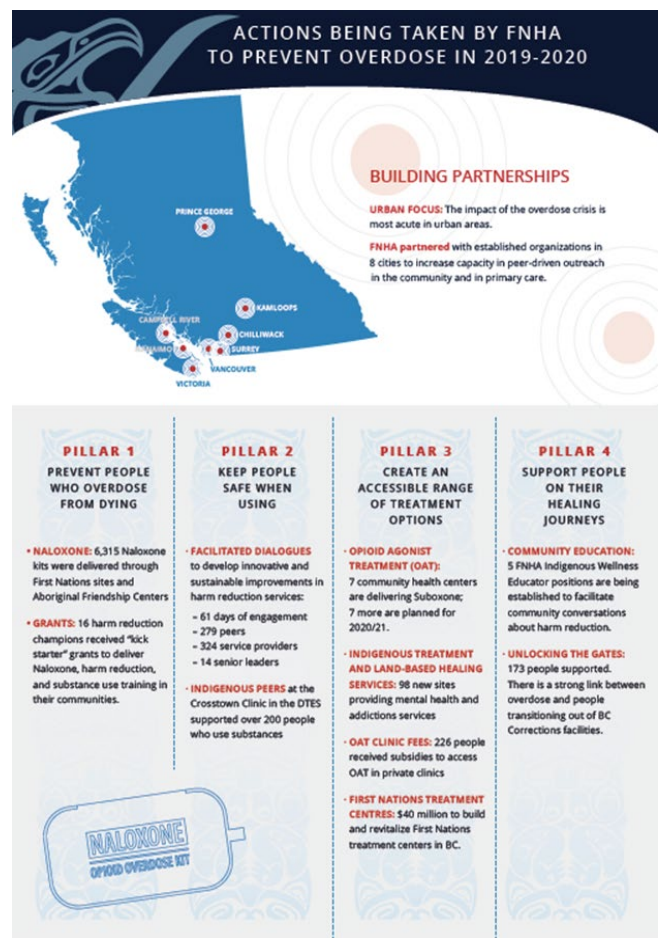 ACTIONS BEING TAKEN BY FNHA
TO PREVENT OVERDOSE IN 2019-2020
BUILDING PARTNERSHIPS
URBAN FOCUS: The impact of the overdose crisis is
most acute in urban areas.
FNHA partnered with established organizations in
8 cities to increase capacity in peer-driven outreach
in the community and in primary care.
PRINCE GEORGE
KAMLOOPS
CAMPBELL RIVER
CHILLIWACK
NANAIMO
SURREY
VANCOUVER
VICTORIA
PILLAR 1
PREVENT PEOPLE
WHO OVERDOSE
FROM DYING
• NALOXONE: 6,315 Naloxone
kits were delivered through
First Nations sites and
Aboriginal Friendship Centers
• GRANTS: 16 harm reduction
champions received "kick
starter" grants to deliver
Naloxone, harm reduction,
and substance use training in
their communities.
NALOXONE
OPIOID OVERDOSE KIT
PILLAR 2
KEEP PEOPLE
SAFE WHEN
USING
· FACILITATED DIALOGUES
to develop innovative and
sustainable improvements in
harm reduction services:
– 61 days of engagement
– 279 peers
– 324 service providers
– 14 senior leaders
· INDIGENOUS PEERS at the
Crosstown Clinic in the DTES
supported over 200 people
who use substances
PILLAR 3
CREATE AN
ACCESSIBLE RANGE
OF TREATMENT
OPTIONS
· OPIOID AGONIST
TREATMENT (OAT):
7 community health centers
are delivering Suboxone;
7 more are planned for
2020/21.
· INDIGENOUS TREATMENT
AND LAND-BASED HEALING
SERVICES: 98 new sites
providing mental health and
addictions services
· OAT CLINIC FEES: 226 people
received subsidies to access
OAT in private clinics
· FIRST NATIONS TREATMENT
CENTRES: $40 million to build
and revitalize First Nations
treatment centers in BC.
PILLAR 4
SUPPORT PEOPLE
ON THEIR
HEALING
JOURNEYS
· COMMUNITY EDUCATION:
5 FNHA Indigenous Wellness
Educator positions are being
established to facilitate
community conversations
about harm reduction.
· UNLOCKING THE GATES:
173 people supported.
There is a strong link between
overdose and people
transitioning out of BC
Corrections facilities.